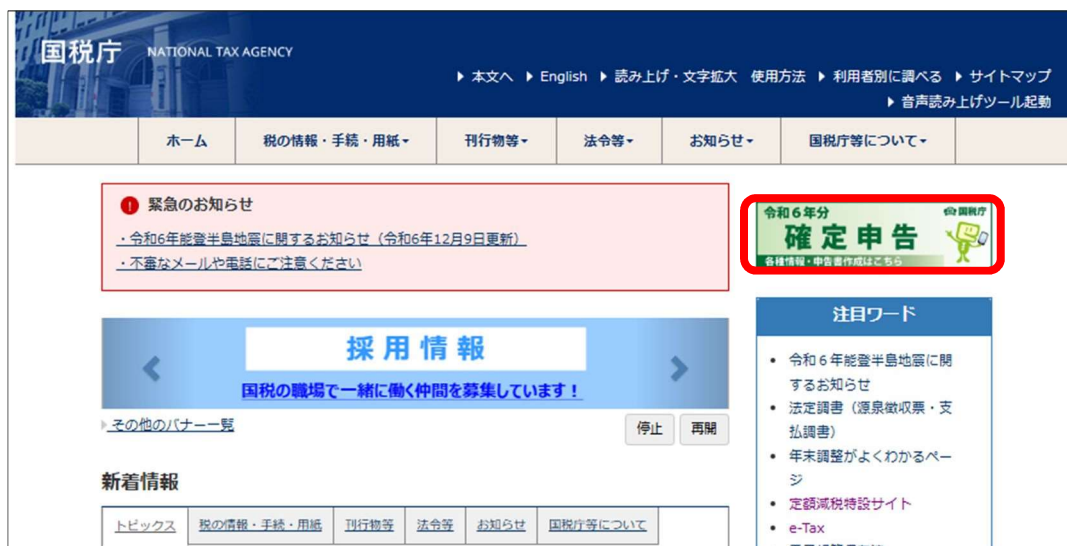 国税庁 NATIONAL TAX AGENCY
本文へ English 読み上げ・文字拡大 使用方法 利用者別に調べる サイトマップ
音声読み上げツール起動
ホーム 税の情報・手続・用紙 刊行物等 法令等 お知らせ 国税庁等について
緊急のお知らせ
・令和6年能登半島地震に関するお知らせ（令和6年12月9日更新）
・不審なメールや電話にご注意ください
令和6年分 国税庁
確定申告
各種情報・申告書作成はこちら
採用情報
国税の職場で一緒に働く仲間を募集しています！
その他のバナー一覧
停止 再開
新着情報
トピックス 税の情報・手続・用紙 刊行物等 法令等 お知らせ 国税庁等について
注目ワード
• 令和６年能登半島地震に関
するお知らせ
• 法定調書（源泉徴収票・支
払調書）
• 年末調整がよくわかるペー
ジ
• 定額減税特設サイト
• e-Tax